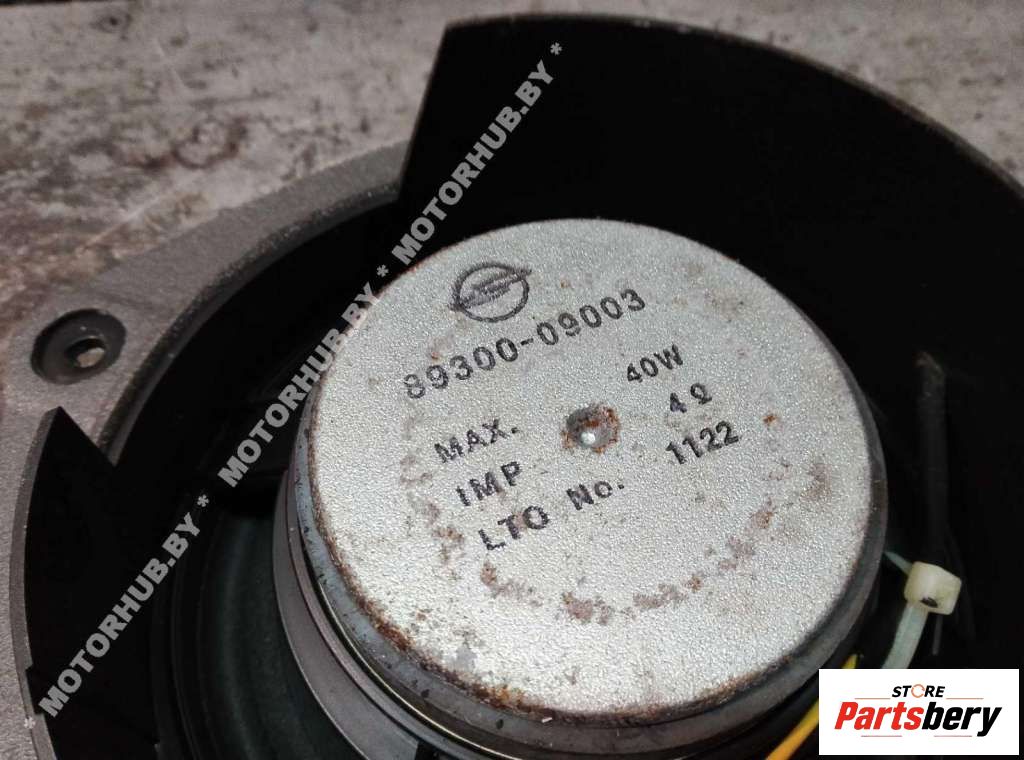 89300-09003
MAX. 40W
IMP 4Ω
LTO No. 1122
MOTORHUB.BY * MOTORHUB.BY * MOTORHUB.BY * MOTORHUB.BY *
STORE
Partsbery